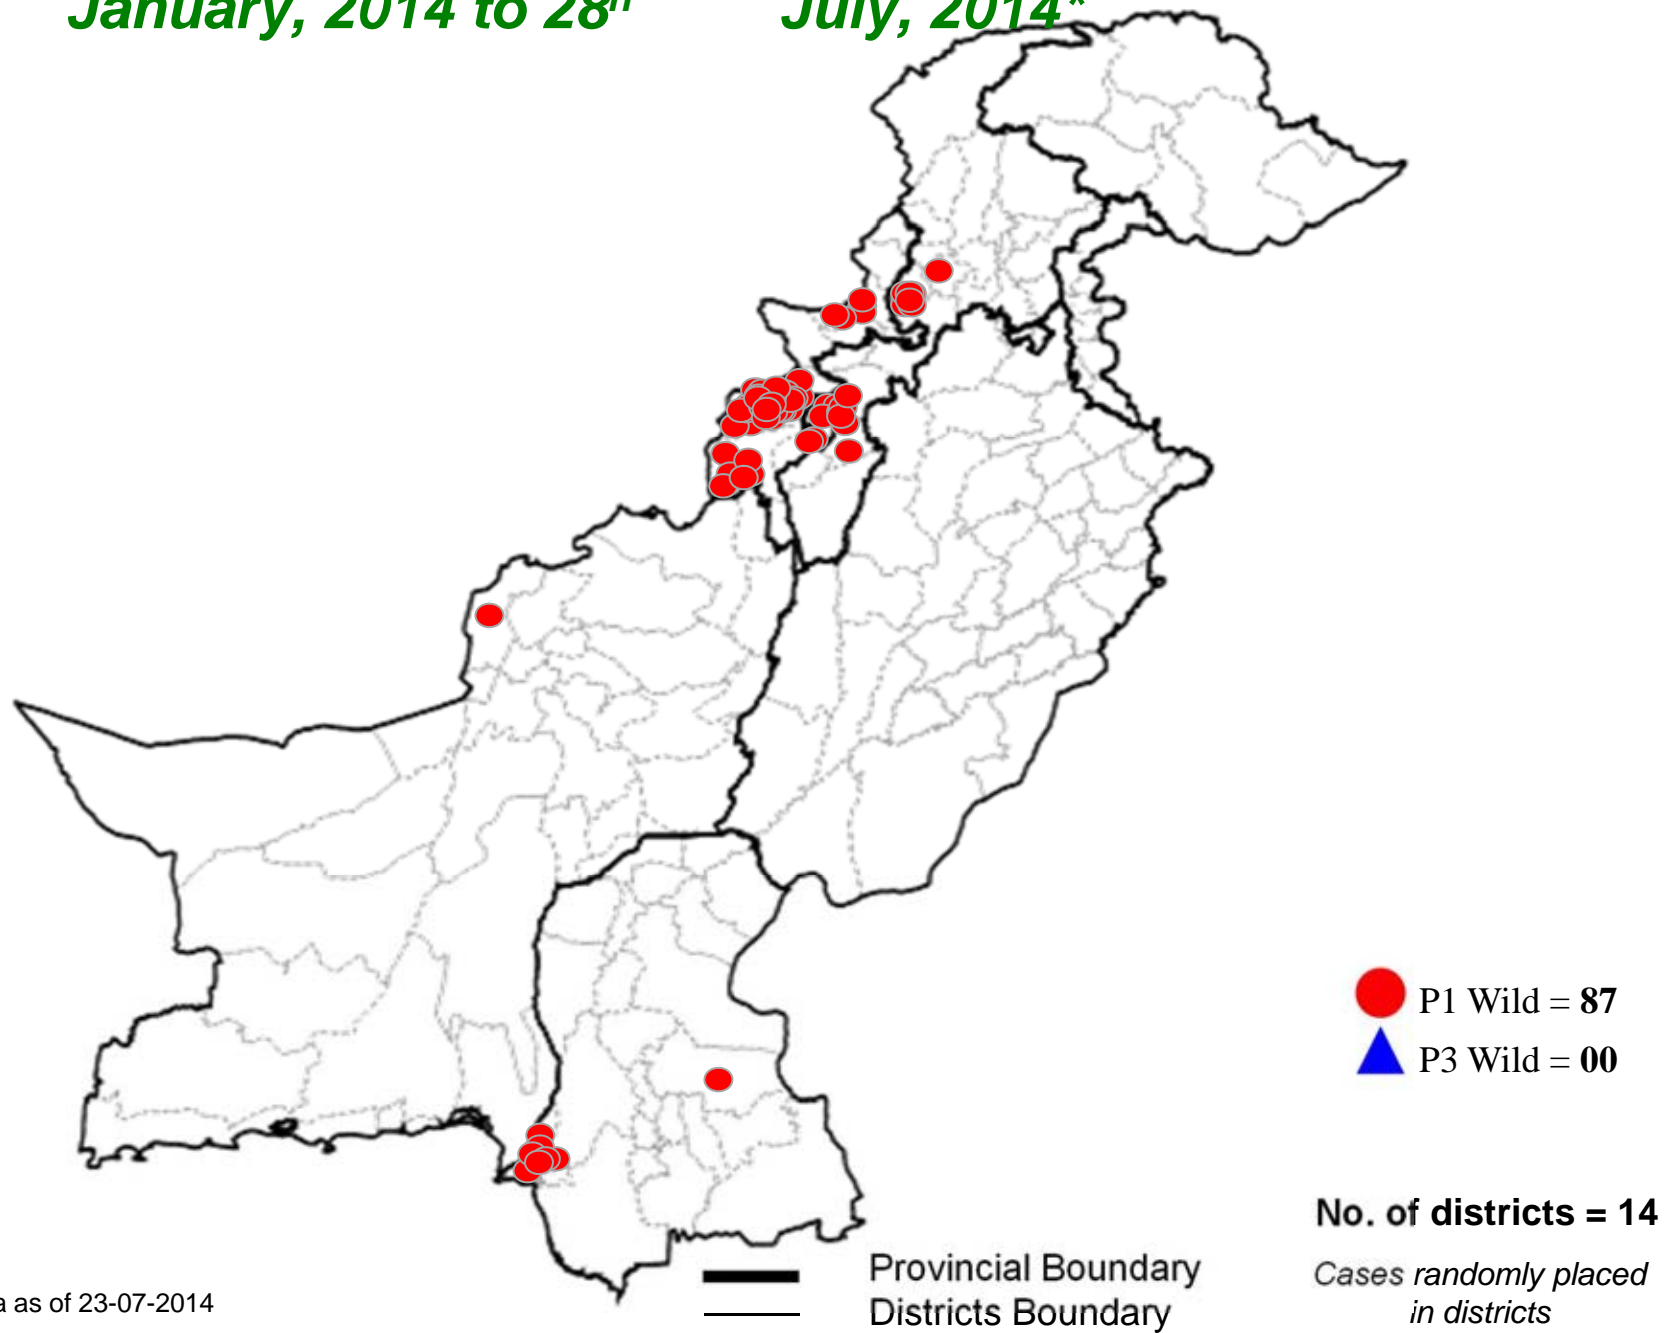 January, 2014 to 28ⁿ July, 2014*
P1 Wild = 87
P3 Wild = 00
No. of districts = 14
Provincial Boundary
Cases randomly placed
in districts
Districts Boundary
a as of 23-07-2014